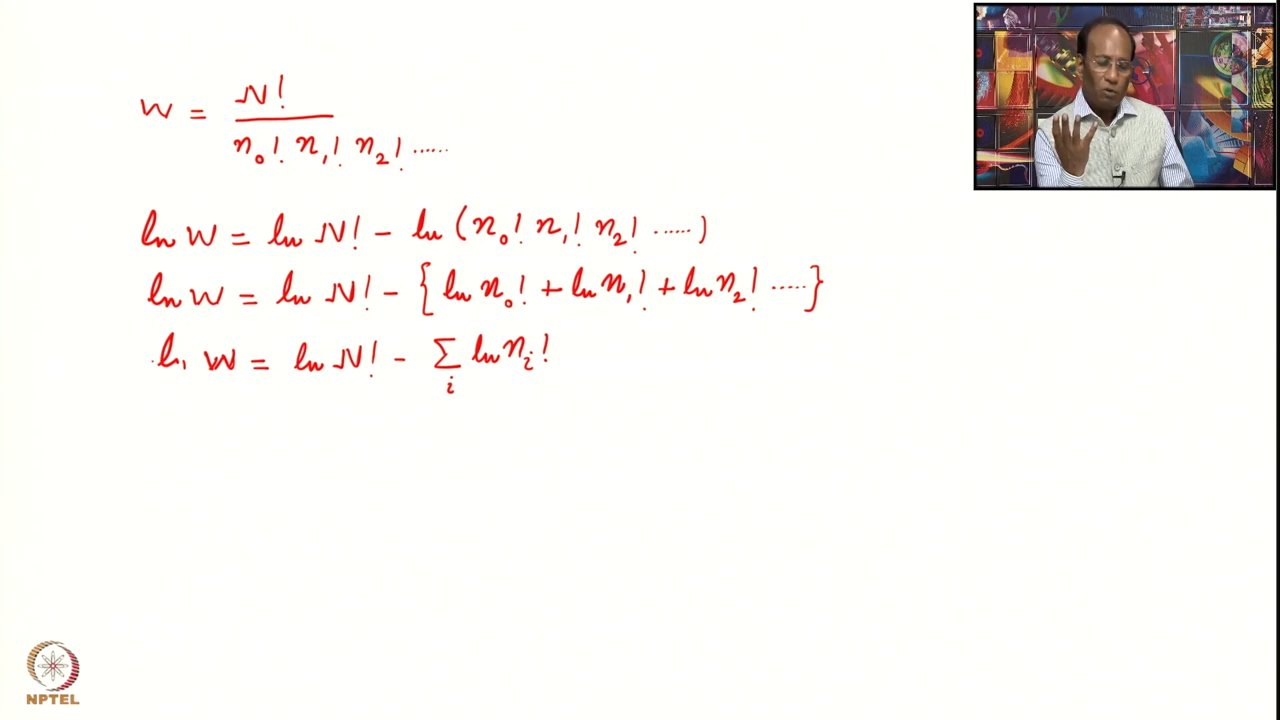 W = N! / n₀! n₁! n₂! ......
ln W = ln N! - ln (n₀! n₁! n₂! ......)
ln W = ln N! - { ln n₀! + ln n₁! + ln n₂! ..... }
ln W = ln N! - Σᵢ ln nᵢ!
NPTEL